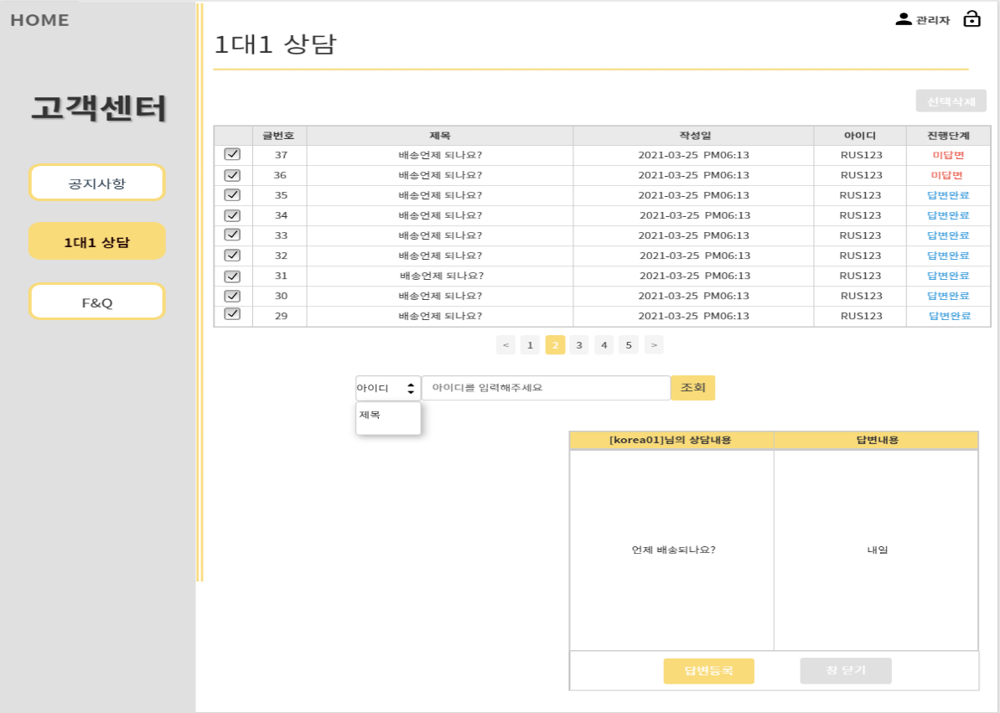 HOME
관리자
1대1 상담
고객센터
선택삭제
글번호 제목 작성일 아이디 진행단계
37 배송언제 되나요? 2021-03-25 PM06:13 RUS123 미답변
36 배송언제 되나요? 2021-03-25 PM06:13 RUS123 미답변
35 배송언제 되나요? 2021-03-25 PM06:13 RUS123 답변완료
34 배송언제 되나요? 2021-03-25 PM06:13 RUS123 답변완료
33 배송언제 되나요? 2021-03-25 PM06:13 RUS123 답변완료
32 배송언제 되나요? 2021-03-25 PM06:13 RUS123 답변완료
31 배송언제 되나요? 2021-03-25 PM06:13 RUS123 답변완료
30 배송언제 되나요? 2021-03-25 PM06:13 RUS123 답변완료
29 배송언제 되나요? 2021-03-25 PM06:13 RUS123 답변완료
공지사항
1대1 상담
F&Q
< 1 2 3 4 5 >
아이디 아이디를 입력해주세요 조회
제목
[korea01]님의 상담내용 답변내용
언제 배송되나요? 내일
답변등록 창 닫기